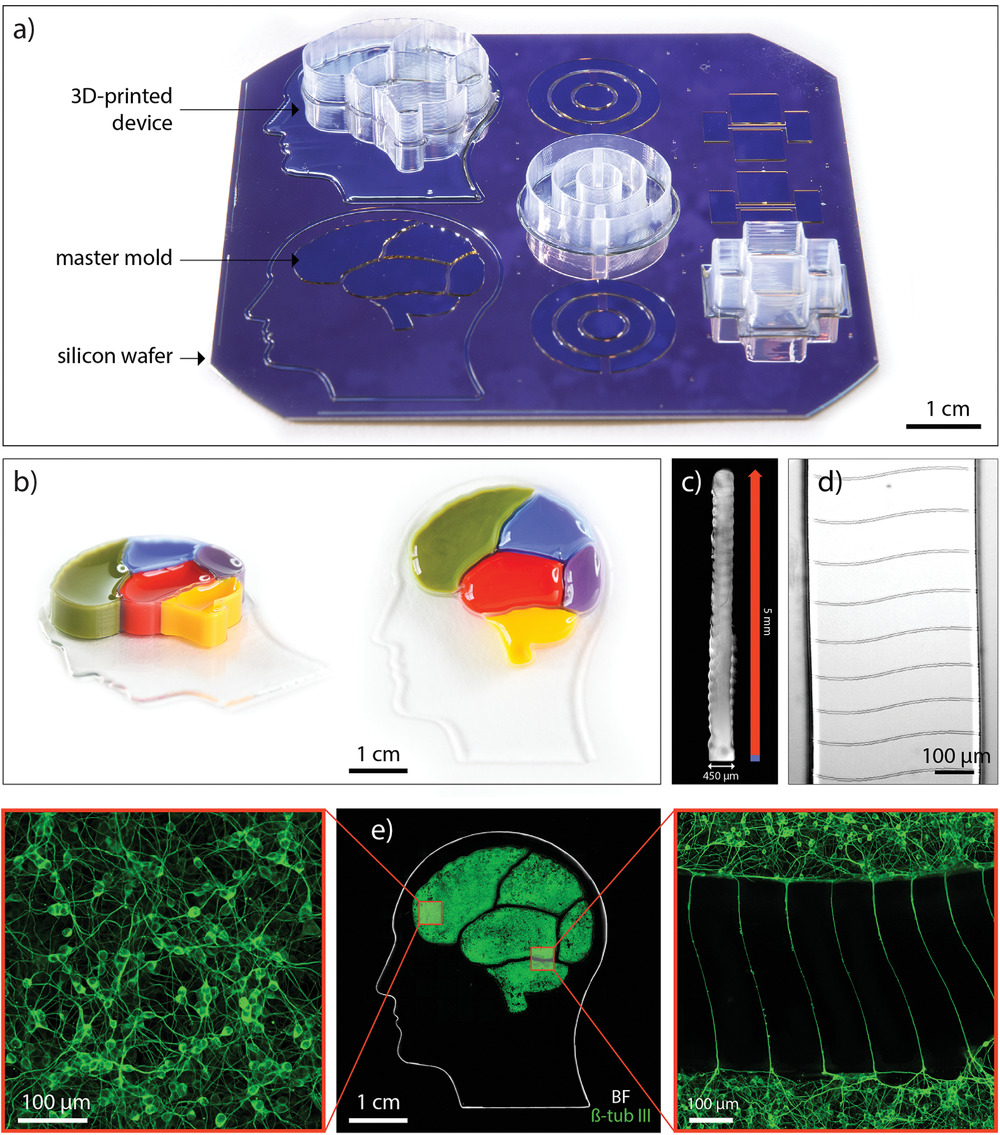 a)
3D-printed
device
master mold
silicon wafer
1 cm
b)
1 cm
c)
5 mm
450 µm
d)
100 µm
100 µm
e)
1 cm
BF
ß-tub III
100 µm